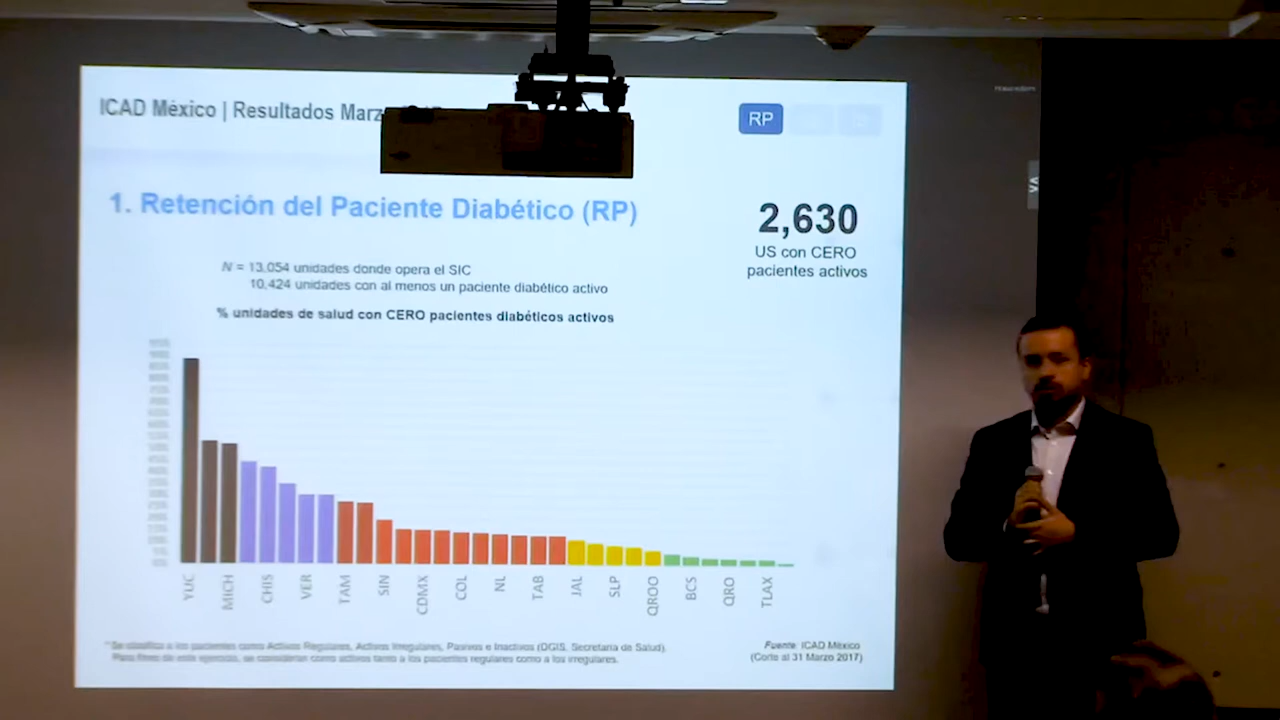 ICAD México | Resultados Marz
RP
1. Retención del Paciente Diabético (RP)
2,630
US con CERO
pacientes activos
N = 13,054 unidades donde opera el SIC
10,424 unidades con al menos un paciente diabético activo
% unidades de salud con CERO pacientes diabéticos activos
YUC MICH CHIS VER TAM SIN CDMX COL NL TAB JAL SLP QROO BCS QRO TLAX
* Se clasifica a los pacientes como Activos Regulares, Activos Irregulares, Pasivos e Inactivos (DGIS, Secretaría de Salud).
Para fines de este ejercicio, se consideran como activos tanto a los pacientes regulares como a los irregulares.
Fuente: ICAD México
(Corte al 31 Marzo 2017)